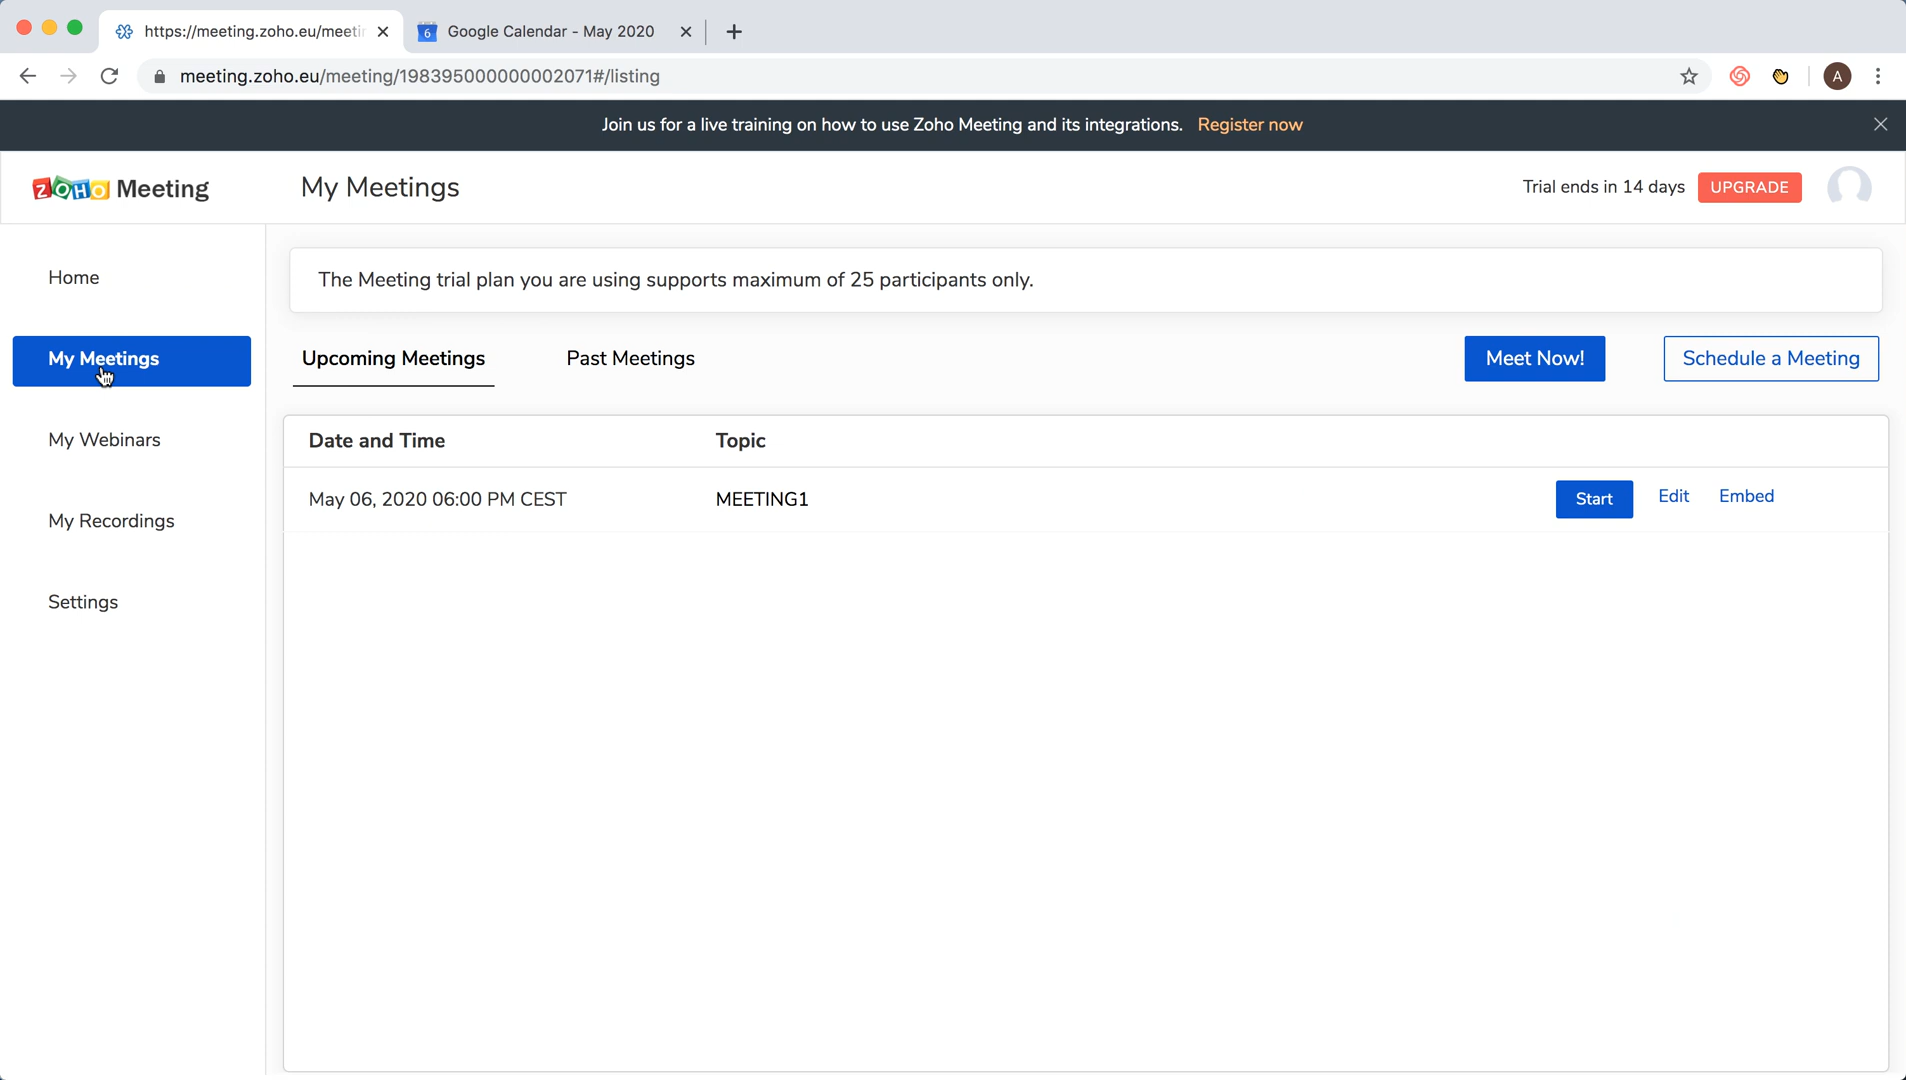 https://meeting.zoho.eu/meeti
6 Google Calendar - May 2020
meeting.zoho.eu/meeting/198395000000002071#/listing
A
Join us for a live training on how to use Zoho Meeting and its integrations. Register now
ZOHO Meeting
My Meetings
Trial ends in 14 days
UPGRADE
Home
My Meetings
My Webinars
My Recordings
Settings
The Meeting trial plan you are using supports maximum of 25 participants only.
Upcoming Meetings
Past Meetings
Meet Now!
Schedule a Meeting
Date and Time
Topic
May 06, 2020 06:00 PM CEST
MEETING1
Start
Edit
Embed